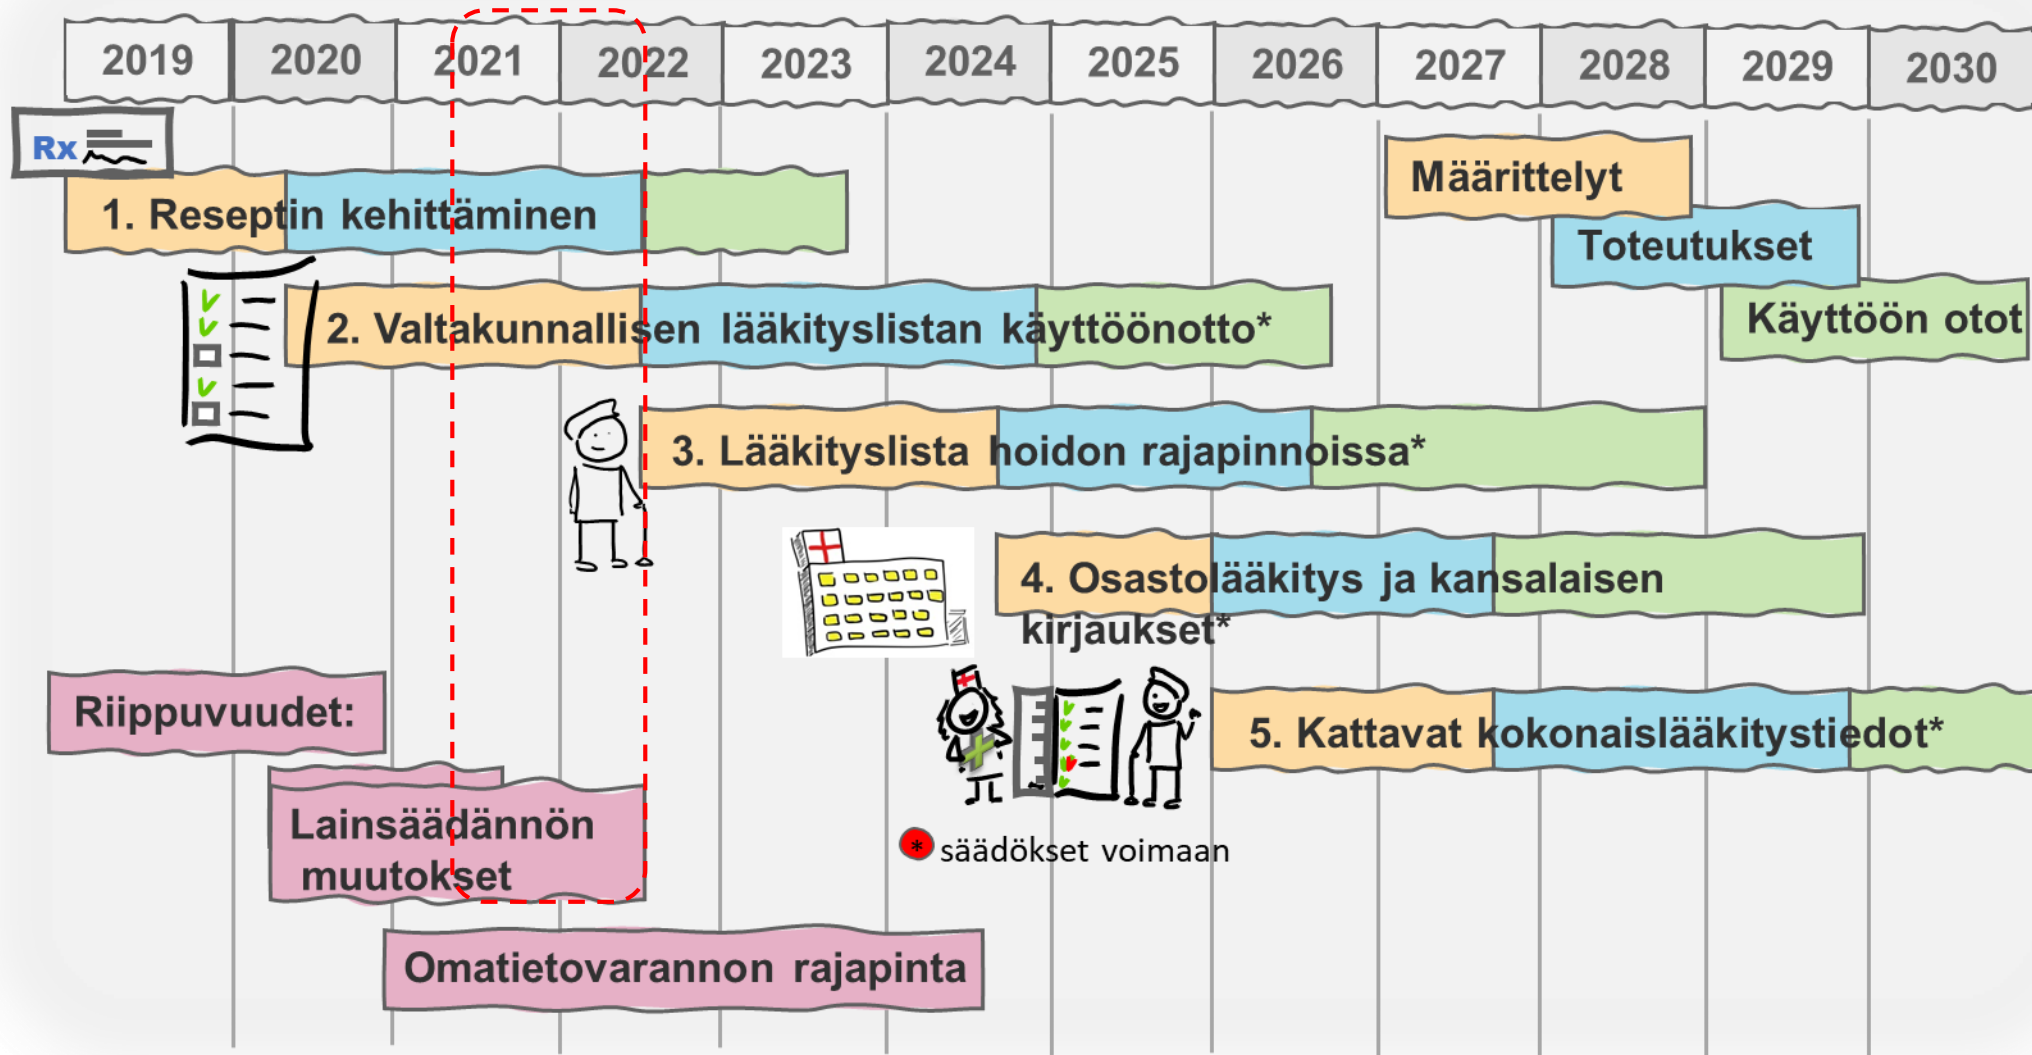 2019 2020 2021 2022 2023 2024 2025 2026 2027 2028 2029 2030
Rx
Määrittelyt
1. Reseptin kehittäminen
Toteutukset
Käyttöön otot
2. Valtakunnallisen lääkityslistan käyttöönotto*
3. Lääkityslista hoidon rajapinnoissa*
4. Osastolääkitys ja kansalaisen
kirjaukset*
Riippuvuudet:
5. Kattavat kokonaislääkitystiedot*
Lainsäädännön
muutokset
* säädökset voimaan
Omatietovarannon rajapinta